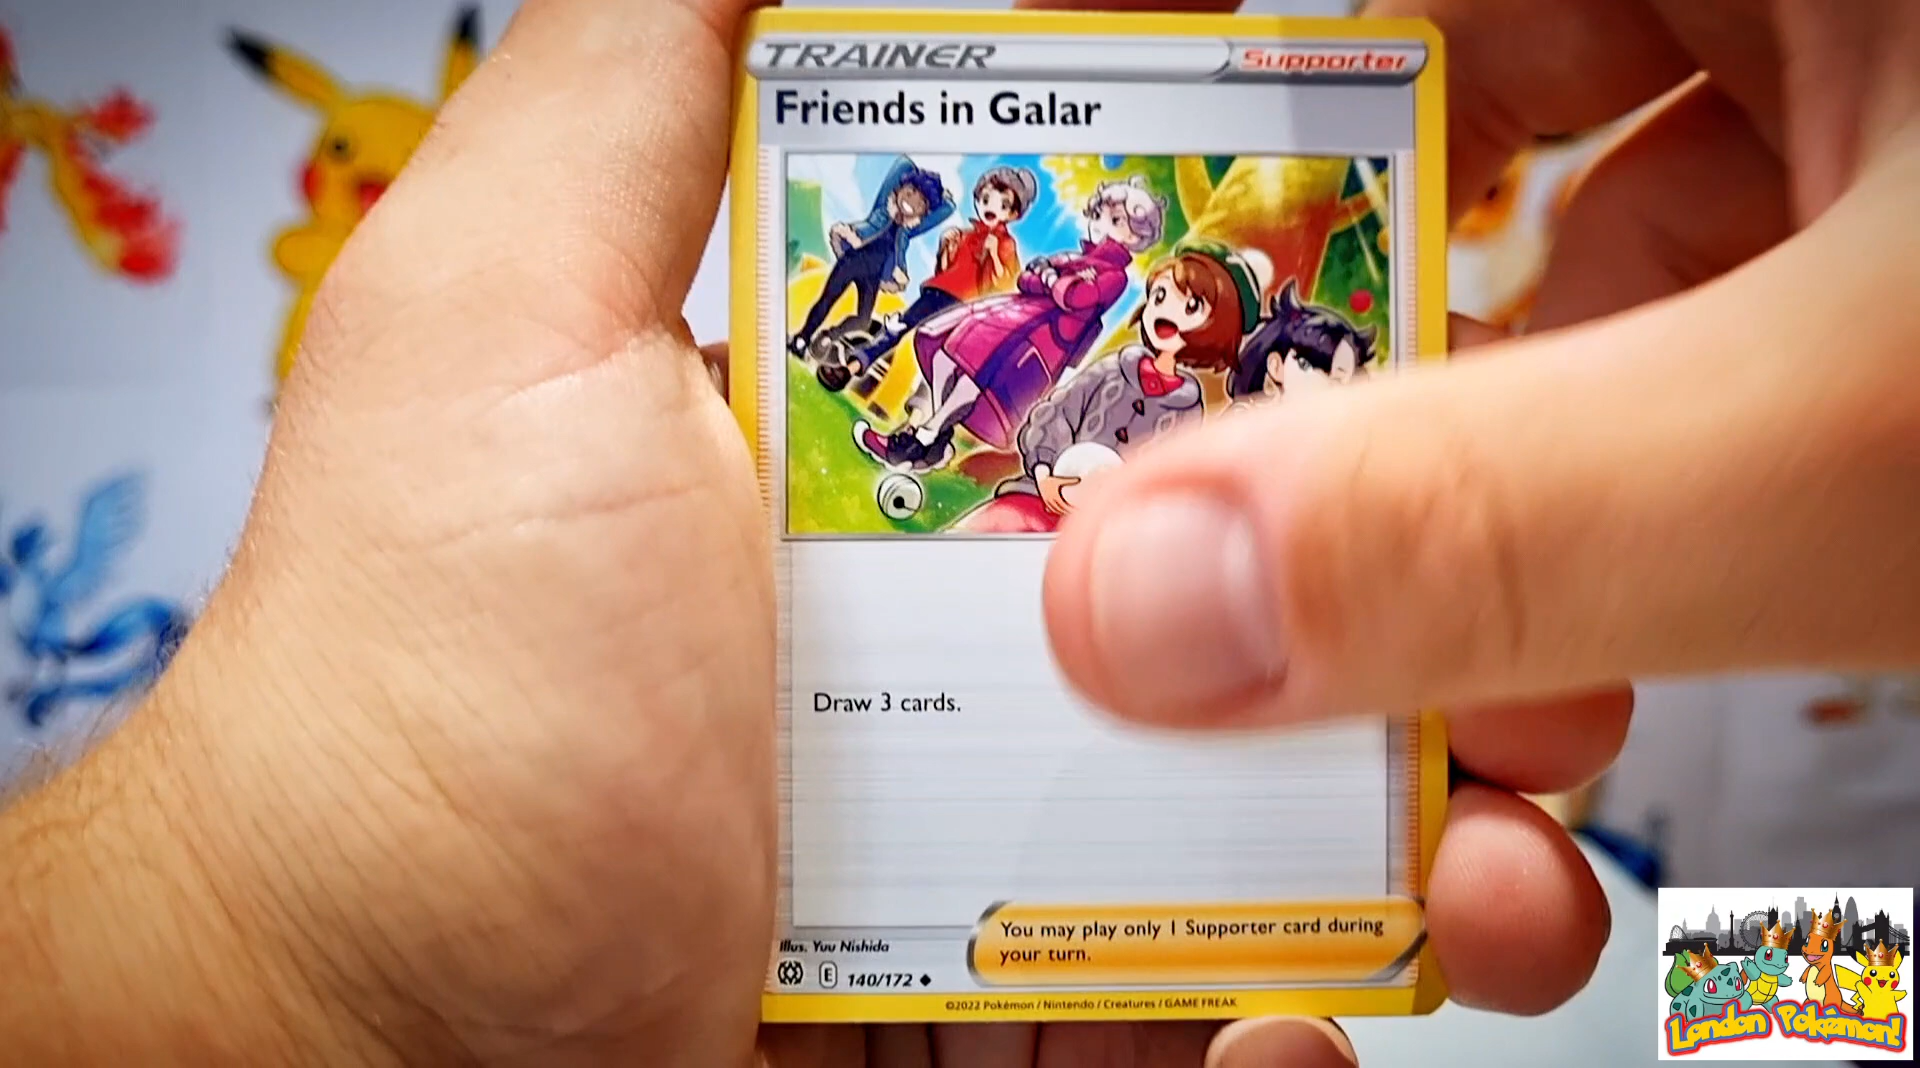 TRAINER
Supporter
Friends in Galar
Draw 3 cards.
You may play only 1 Supporter card during
your turn.
Illus. Yuu Nishida
E 140/172
©2022 Pokémon / Nintendo / Creatures / GAME FREAK
London Pokémon!